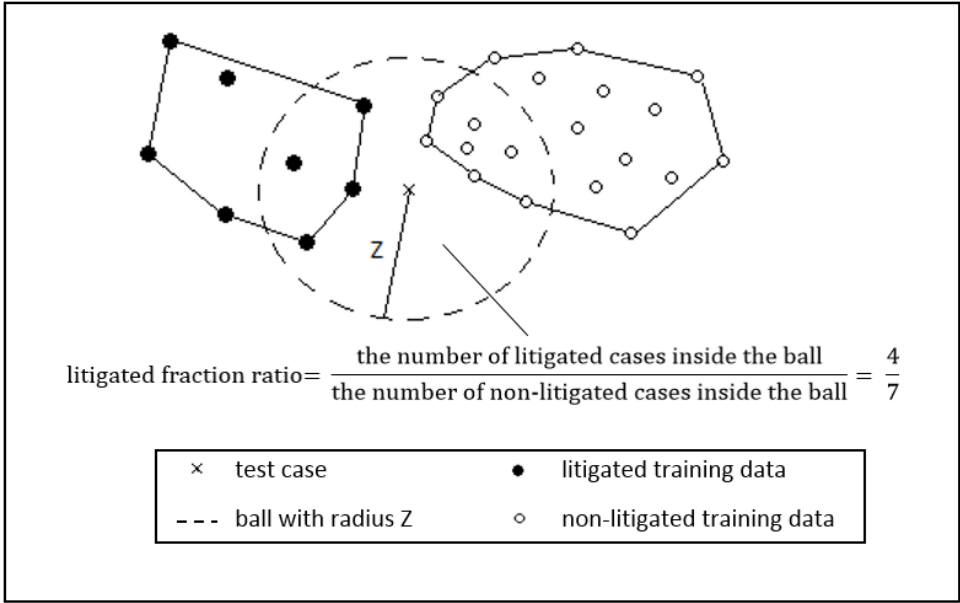 Z
the number of litigated cases inside the ball 4
litigated fraction ratio= ─ = ─
the number of non-litigated cases inside the ball 7
× test case ● litigated training data
--- ball with radius Z ○ non-litigated training data